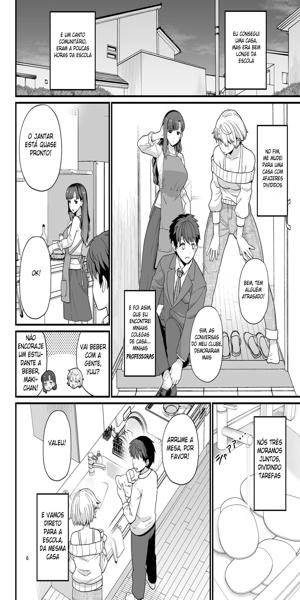 EU CONSEGUI
UMA CASA,
MAS ERA BEM
LONGE DA
ESCOLA
E UM CANTO
COMUNITÁRIO,
ERAM A POUCAS
HORAS DA ESCOLA
NO FIM,
ME MUDEI
PARA UMA
CASA COM
AFAZERES
DIVIDIDOS
BEM, TEM
ALGUÉM
ATRASADO!
SIM, AS
CONVERSAS
DO MEU CLUBE
DEMORARAM
MAIS
E FOI ASIM,
QUE EU
ENCONTREI
MINHAS
COLEGAS
DE CASA...
MINHAS
PROFESSORAS
O JANTAR
ESTÁ QUASE
PRONTO!
OK!
VAI BEBER
COM A
GENTE,
YUU?
NÃO
ENCORAJE
UM ESTU-
DANTE A
BEBER,
MAKI-
CHAN!
NÓS TRÊS
MORAMOS
JUNTOS,
DIVIDINDO
TAREFAS
ARRUME A
MESA, POR
FAVOR!
VALEU!
E VAMOS
DIRETO
PARA A
ESCOLA
DA MESMA
CASA
6